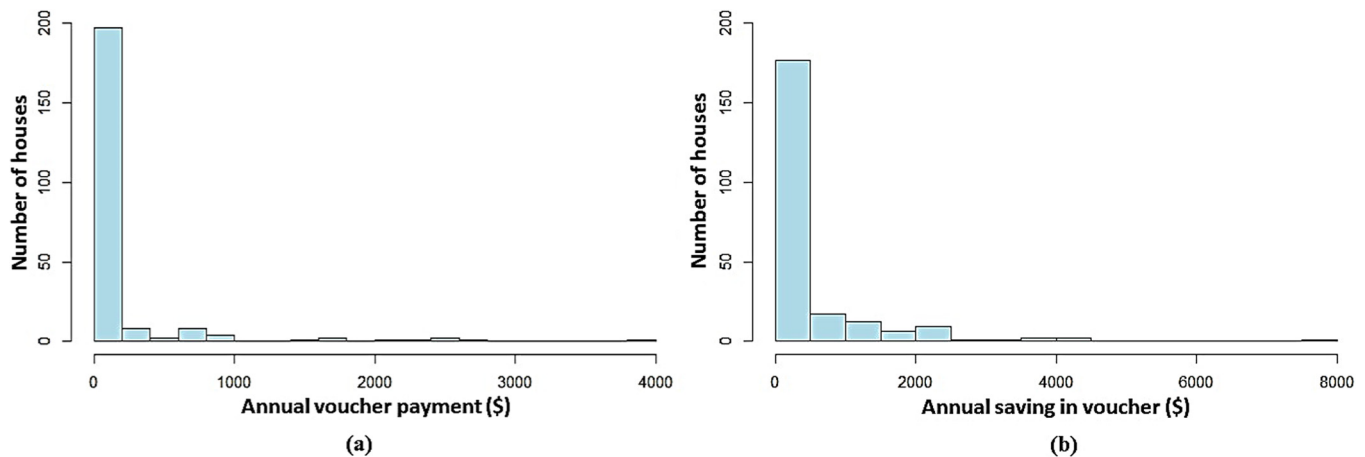 200
150
100
50
0
Number of houses
0 1000 2000 3000 4000
Annual voucher payment ($)
(a)
200
150
100
50
0
Number of houses
0 2000 4000 6000 8000
Annual saving in voucher ($)
(b)